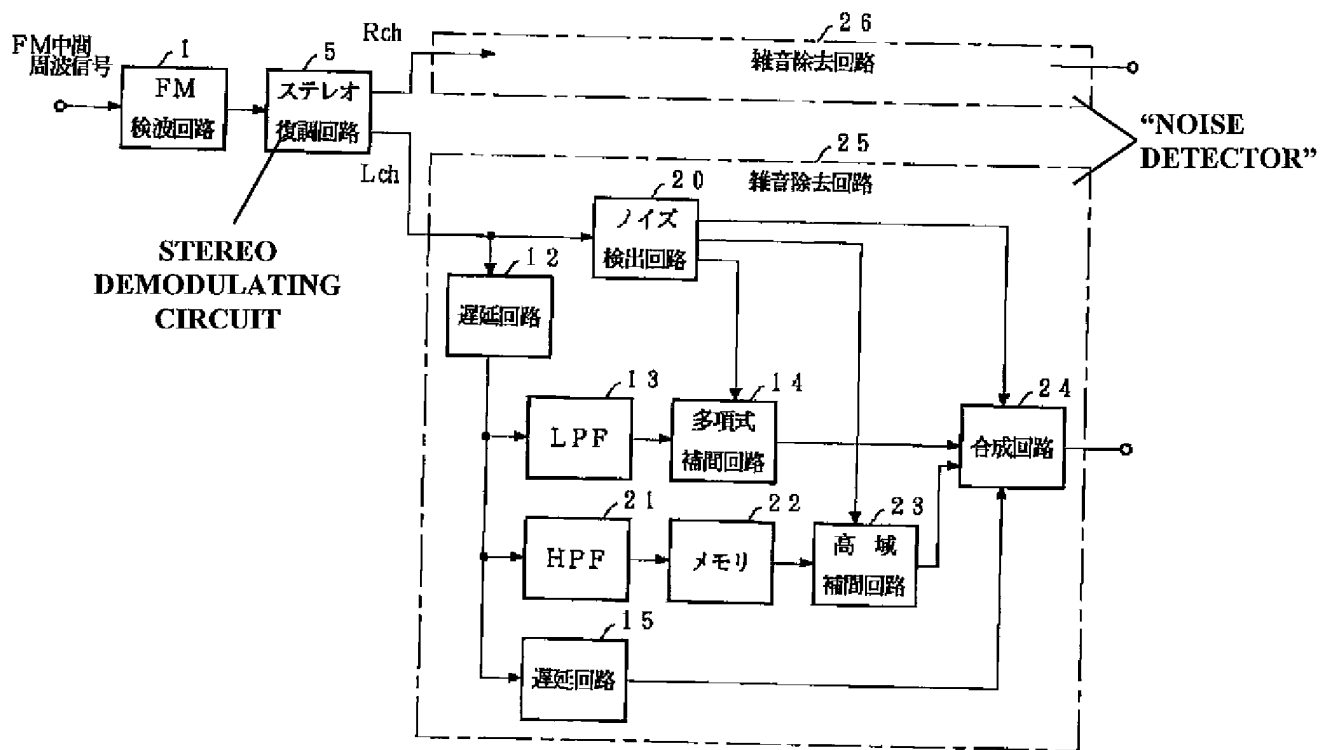 ２６
Rch
FM中間
周波信号
１
５
雑音除去回路
FM
検波回路
ステレオ
復調回路
“NOISE
DETECTOR”
２５
Lch
雑音除去回路
２０
ノイズ
検出回路
STEREO
DEMODULATING
CIRCUIT
１２
遅延回路
１３
LPF
１４
多項式
補間回路
２４
合成回路
２１
HPF
２２
メモリ
２３
高域
補間回路
１５
遅延回路